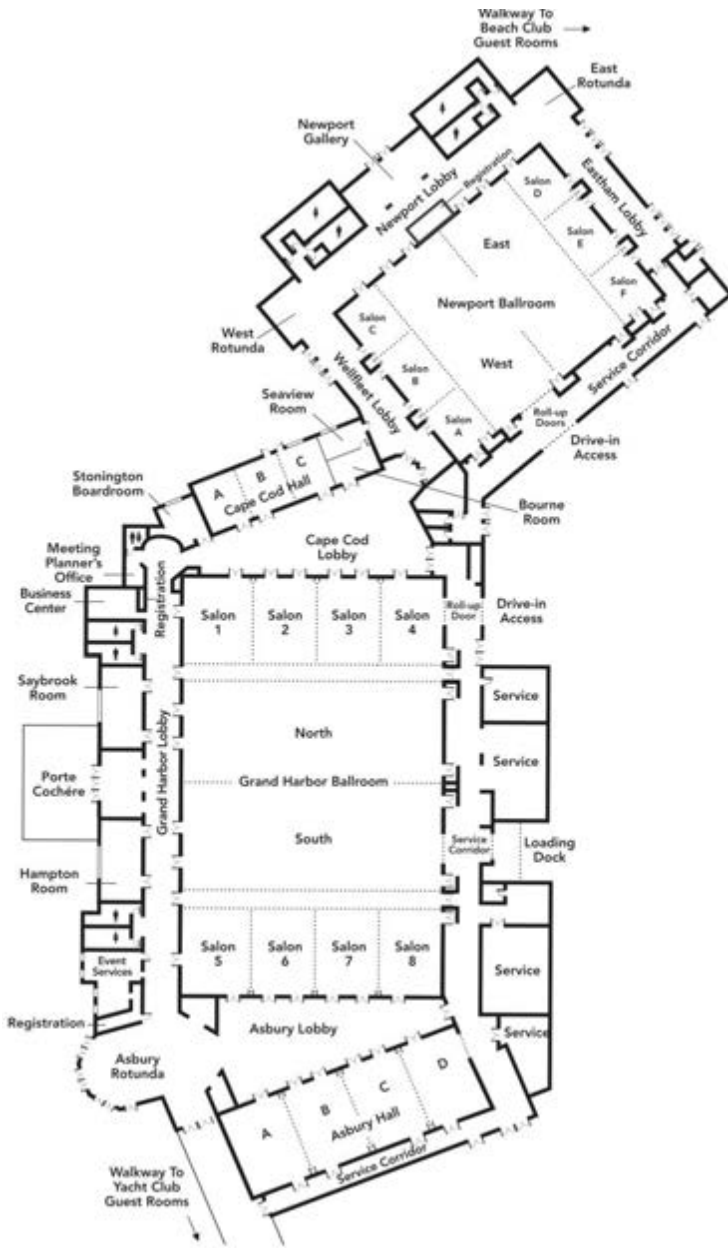 Walkway To
Beach Club
Guest Rooms
East
Rotunda
Newport
Gallery
Newport Lobby
Registration
Salon
D
Eastham Lobby
Salon
E
East
Salon
F
Newport Ballroom
Salon
C
West
Rotunda
West
Salon
B
Wellfleet Lobby
Service Corridor
Salon
A
Roll-up
Doors
Drive-in
Access
Seaview
Room
Stonington
Boardroom
A
B
C
Cape Cod Hall
Bourne
Room
Cape Cod
Lobby
Meeting
Planner's
Office
Business
Center
Registration
Salon
1
Salon
2
Salon
3
Salon
4
Roll-up
Door
Drive-in
Access
Saybrook
Room
Service
North
Service
Grand Harbor Lobby
Porte
Cochére
Grand Harbor Ballroom
South
Service
Corridor
Loading
Dock
Hampton
Room
Salon
5
Salon
6
Salon
7
Salon
8
Event
Services
Service
Registration
Asbury Lobby
Service
Asbury
Rotunda
A
B
C
D
Asbury Hall
Service Corridor
Walkway To
Yacht Club
Guest Rooms